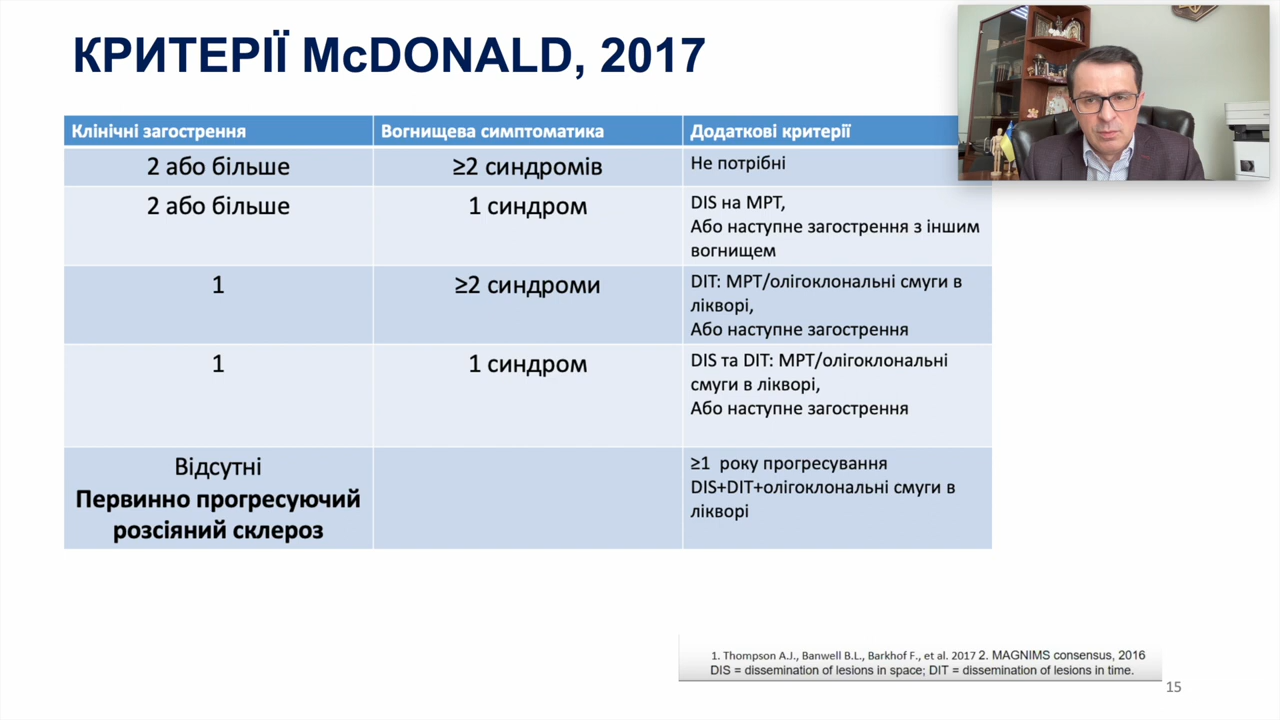 КРИТЕРІЇ McDONALD, 2017
Клінічні загострення Вогнищева симптоматика Додаткові критерії
2 або більше ≥2 синдромів Не потрібні
2 або більше 1 синдром DIS на МРТ,
Або наступне загострення з іншим
вогнищем
1 ≥2 синдроми DIT: МРТ/олігоклональні смуги в
лікворі,
Або наступне загострення
1 1 синдром DIS та DIT: МРТ/олігоклональні
смуги в лікворі,
Або наступне загострення
Відсутні
Первинно прогресуючий
розсіяний склероз
≥1 року прогресування
DIS+DIT+олігоклональні смуги в
лікворі
1. Thompson A.J., Banwell B.L., Barkhof F., et al. 2017 2. MAGNIMS consensus, 2016
DIS = dissemination of lesions in space; DIT = dissemination of lesions in time.
15